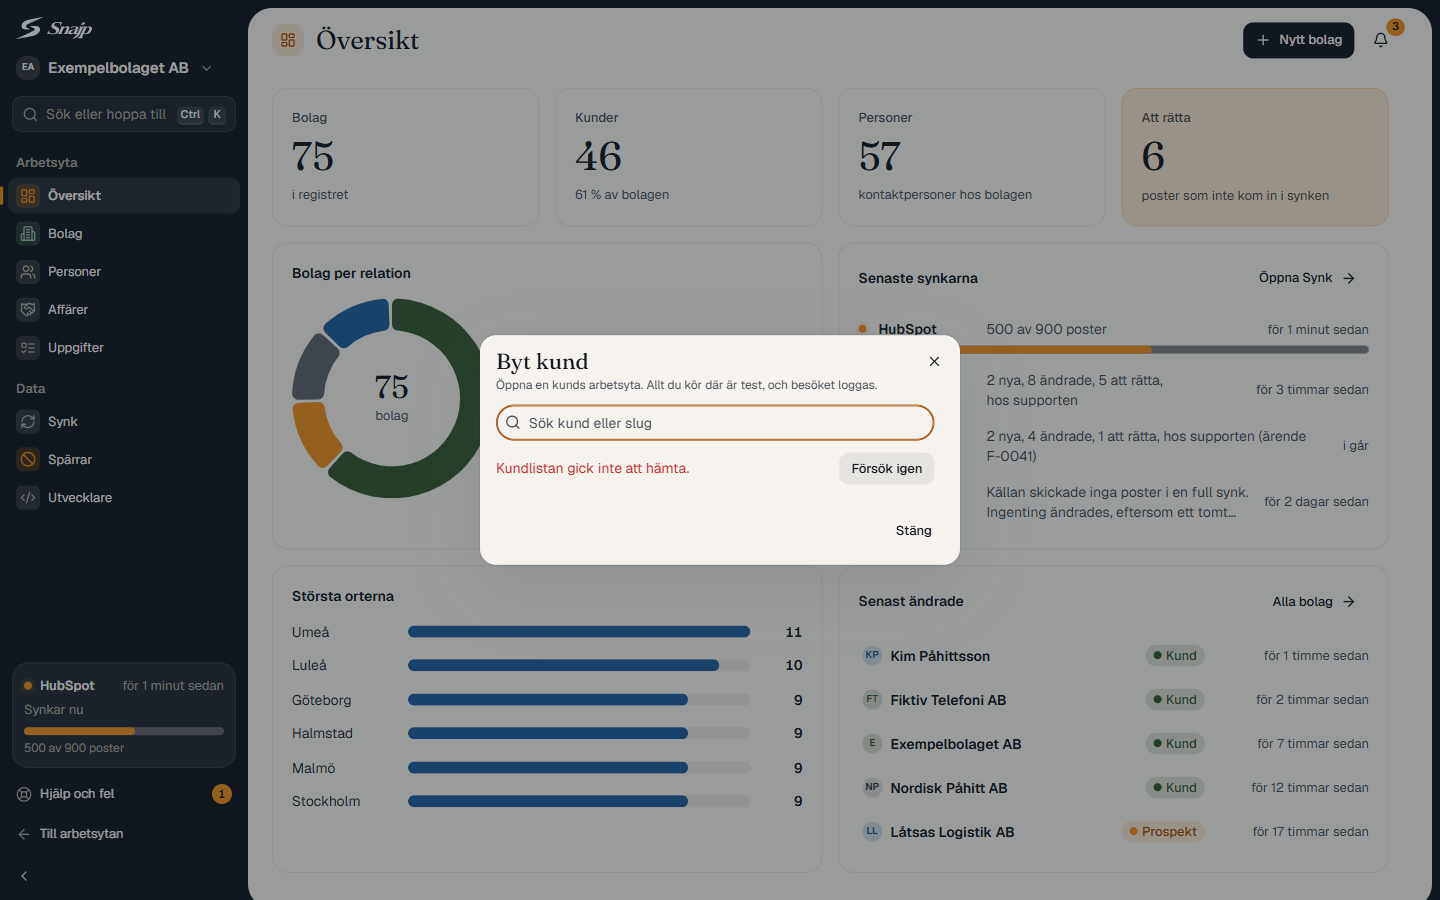 Snajp
EA Exempelbolaget AB
Sök eller hoppa till Ctrl K
Arbetsyta
Översikt
Bolag
Personer
Affärer
Uppgifter
Data
Synk
Spärrar
Utvecklare
HubSpot för 1 minut sedan
Synkar nu
500 av 900 poster
Hjälp och fel 1
Till arbetsytan
Översikt
Nytt bolag
3
Bolag
75
i registret
Kunder
46
61 % av bolagen
Personer
57
kontaktpersoner hos bolagen
Att rätta
6
poster som inte kom in i synken
Bolag per relation
75
bolag
Senaste synkarna
Öppna Synk
HubSpot 500 av 900 poster för 1 minut sedan
2 nya, 8 ändrade, 5 att rätta,
hos supporten
för 3 timmar sedan
2 nya, 4 ändrade, 1 att rätta, hos supporten (ärende
F-0041)
i går
Källan skickade inga poster i en full synk.
Ingenting ändrades, eftersom ett tomt…
för 2 dagar sedan
Byt kund
Öppna en kunds arbetsyta. Allt du kör där är test, och besöket loggas.
Sök kund eller slug
Kundlistan gick inte att hämta.
Försök igen
Stäng
Största orterna
Umeå 11
Luleå 10
Göteborg 9
Halmstad 9
Malmö 9
Stockholm 9
Senast ändrade
Alla bolag
KP Kim Påhittsson Kund för 1 timme sedan
FT Fiktiv Telefoni AB Kund för 2 timmar sedan
E Exempelbolaget AB Kund för 7 timmar sedan
NP Nordisk Påhitt AB Kund för 12 timmar sedan
LL Låtsas Logistik AB Prospekt för 17 timmar sedan